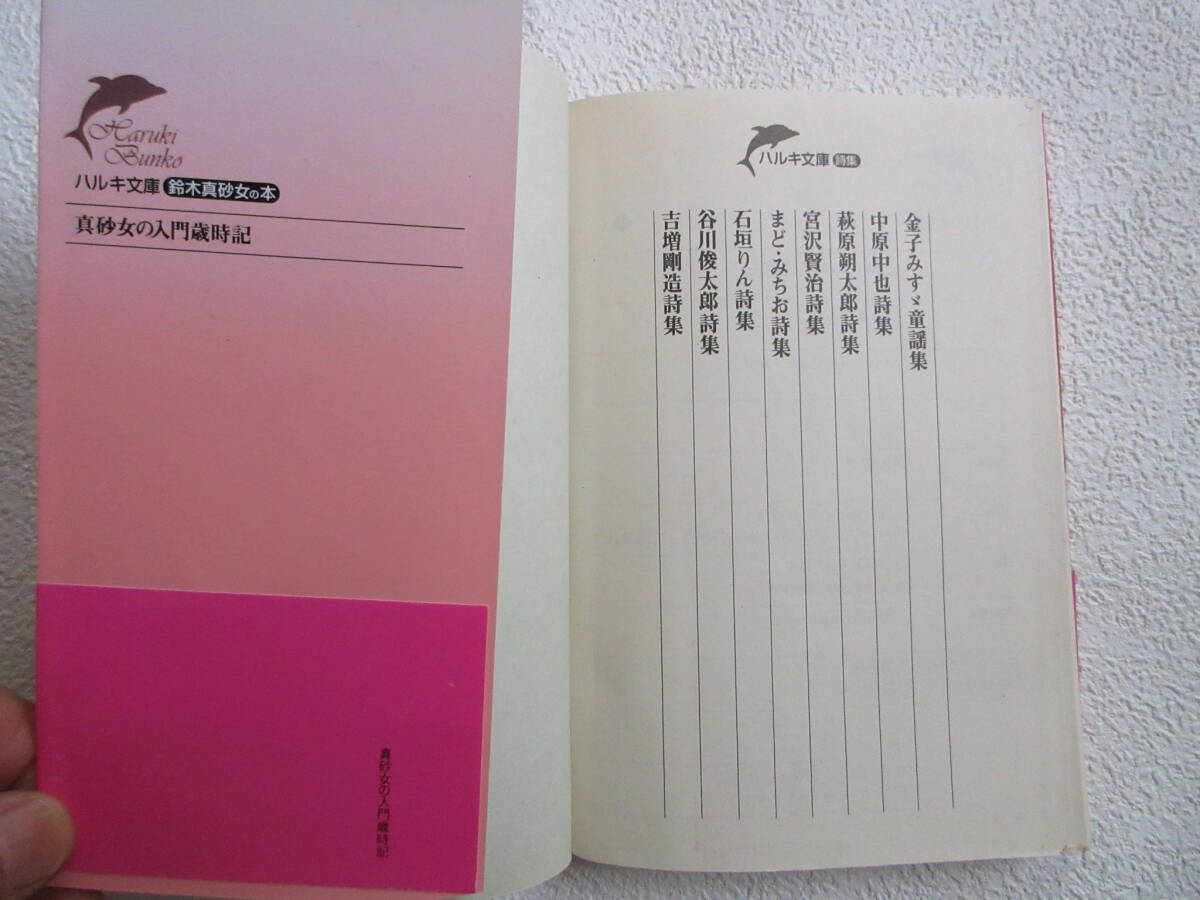 Haruki
Bunko
ハルキ文庫 鈴木真砂女の本
真砂女の入門歳時記
真砂女の入門歳時記
ハルキ文庫 詩集
金子みすゞ童謡集
中原中也詩集
萩原朔太郎詩集
宮沢賢治詩集
まど・みちお詩集
石垣りん詩集
谷川俊太郎詩集
吉増剛造詩集